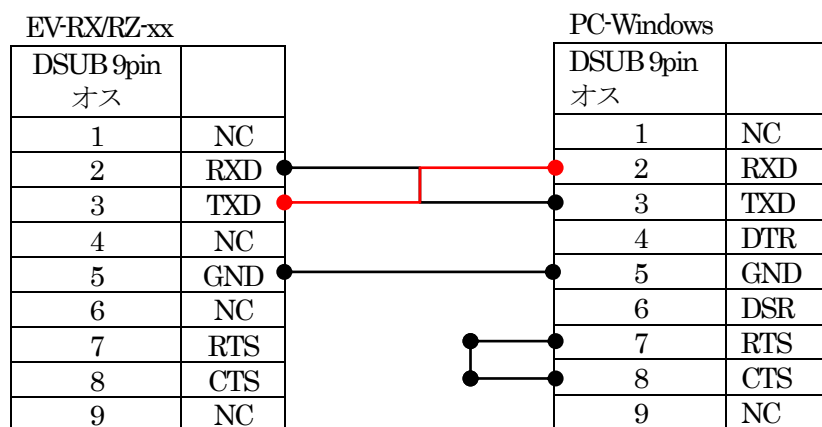 EV-RX/RZ-xx
DSUB 9pin
オス
1 NC
2 RXD
3 TXD
4 NC
5 GND
6 NC
7 RTS
8 CTS
9 NC
PC-Windows
DSUB 9pin
オス
1 NC
2 RXD
3 TXD
4 DTR
5 GND
6 DSR
7 RTS
8 CTS
9 NC